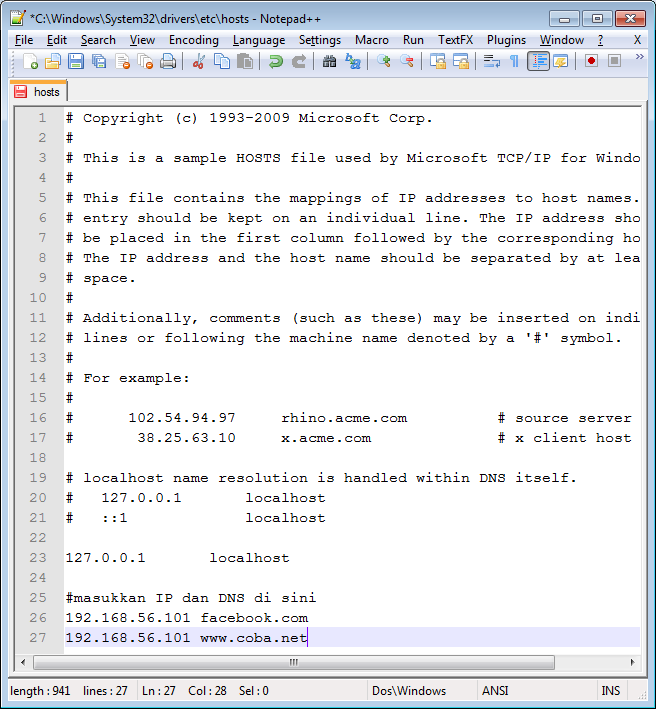 *C:\Windows\System32\drivers\etc\hosts - Notepad++
File Edit Search View Encoding Language Settings Macro Run TextFX Plugins Window ? X
hosts
1 # Copyright (c) 1993-2009 Microsoft Corp.
2 #
3 # This is a sample HOSTS file used by Microsoft TCP/IP for Windo
4 #
5 # This file contains the mappings of IP addresses to host names.
6 # entry should be kept on an individual line. The IP address sho
7 # be placed in the first column followed by the corresponding ho
8 # The IP address and the host name should be separated by at lea
9 # space.
10 #
11 # Additionally, comments (such as these) may be inserted on indi
12 # lines or following the machine name denoted by a '#' symbol.
13 #
14 # For example:
15 #
16 #      102.54.94.97     rhino.acme.com          # source server
17 #       38.25.63.10     x.acme.com              # x client host
18
19 # localhost name resolution is handled within DNS itself.
20 #   127.0.0.1       localhost
21 #   ::1             localhost
22
23 127.0.0.1       localhost
24
25 #masukkan IP dan DNS di sini
26 192.168.56.101 facebook.com
27 192.168.56.101 www.coba.net
length : 941 lines : 27 Ln : 27 Col : 28 Sel : 0 Dos\Windows ANSI INS